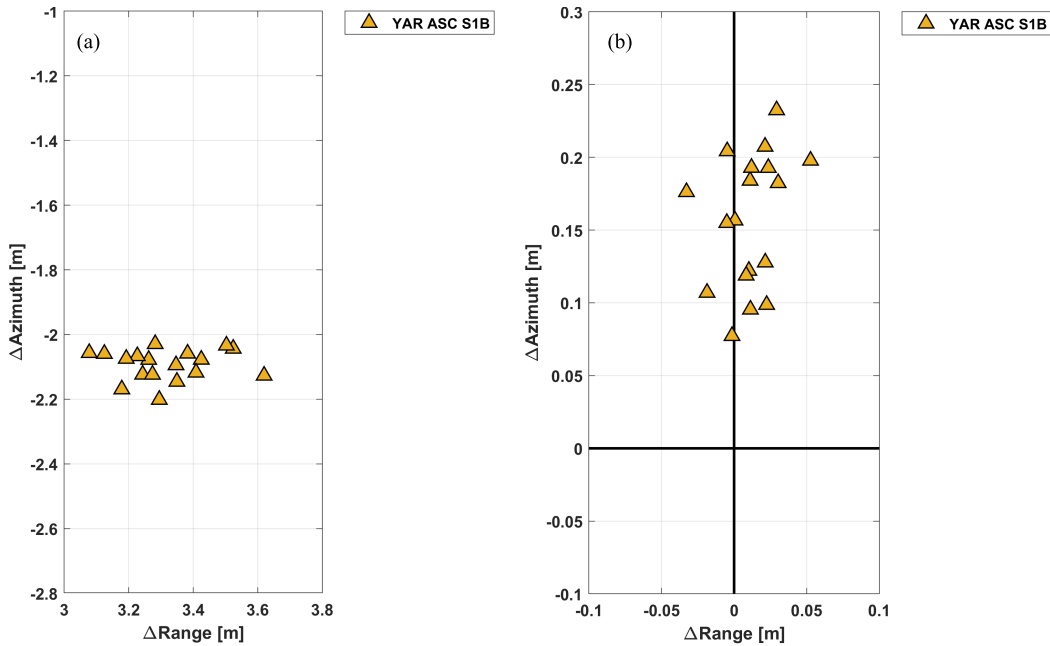 (a)
YAR ASC S1B
-1
-1.2
-1.4
-1.6
-1.8
-2
-2.2
-2.4
-2.6
-2.8
ΔAzimuth [m]
3 3.2 3.4 3.6 3.8
ΔRange [m]
(b)
YAR ASC S1B
0.3
0.25
0.2
0.15
0.1
0.05
0
-0.05
-0.1
ΔAzimuth [m]
-0.1 -0.05 0 0.05 0.1
ΔRange [m]